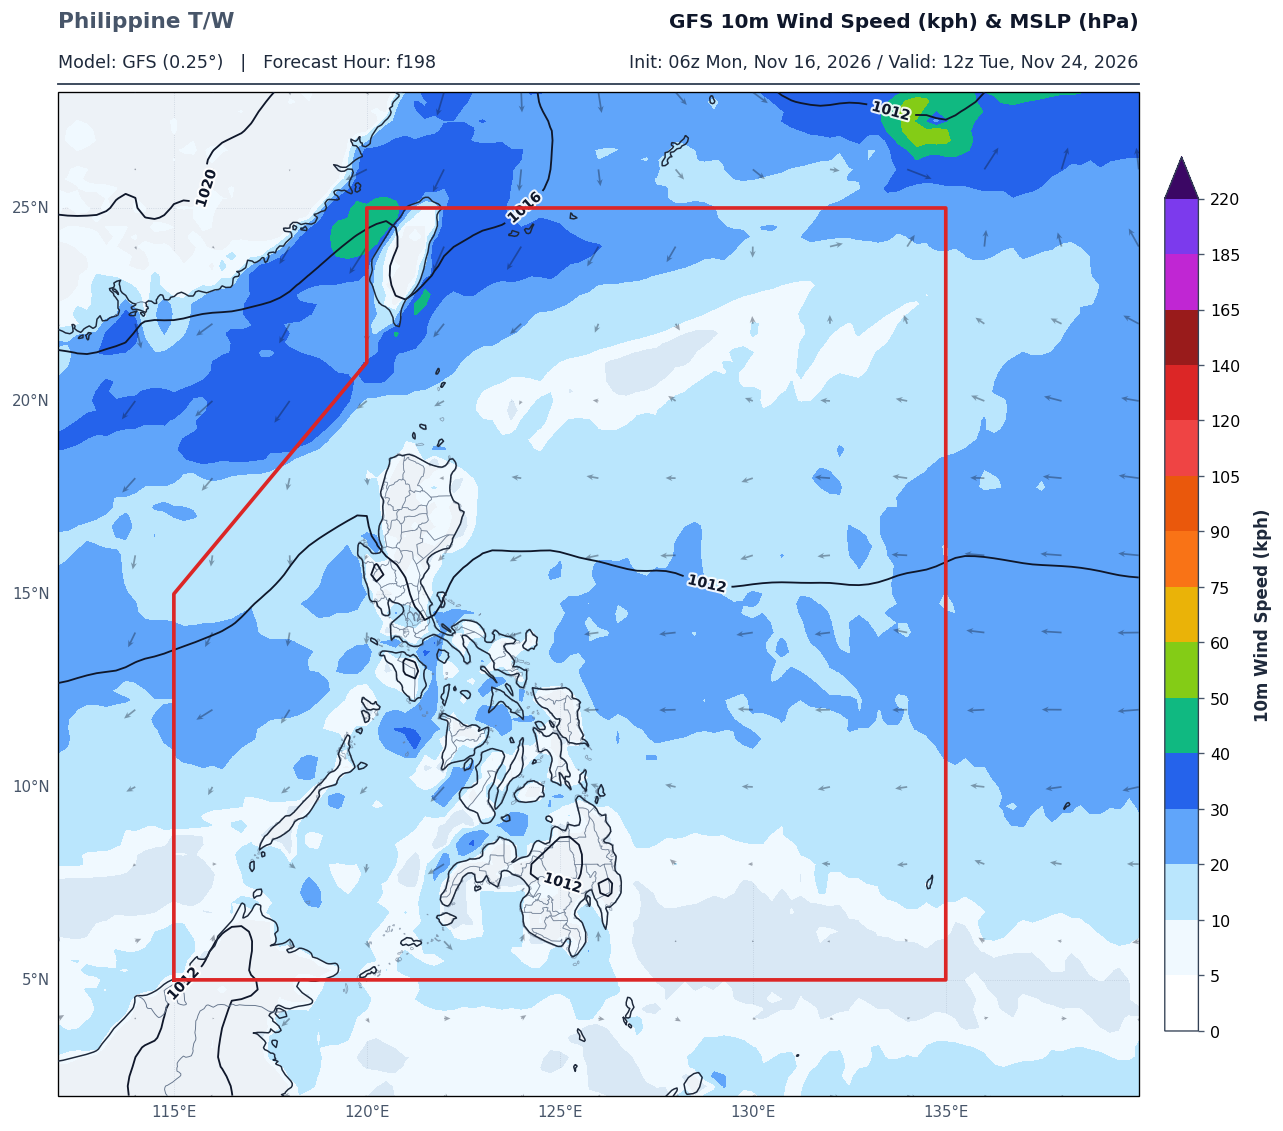 Philippine T/W
GFS 10m Wind Speed (kph) & MSLP (hPa)
Model: GFS (0.25°)   |   Forecast Hour: f198
Init: 06z Mon, Nov 16, 2026 / Valid: 12z Tue, Nov 24, 2026
1012
1020
1016
1012
1012
1012
25°N
20°N
15°N
10°N
5°N
115°E
120°E
125°E
130°E
135°E
220
185
165
140
120
105
90
75
60
50
40
30
20
10
5
0
10m Wind Speed (kph)